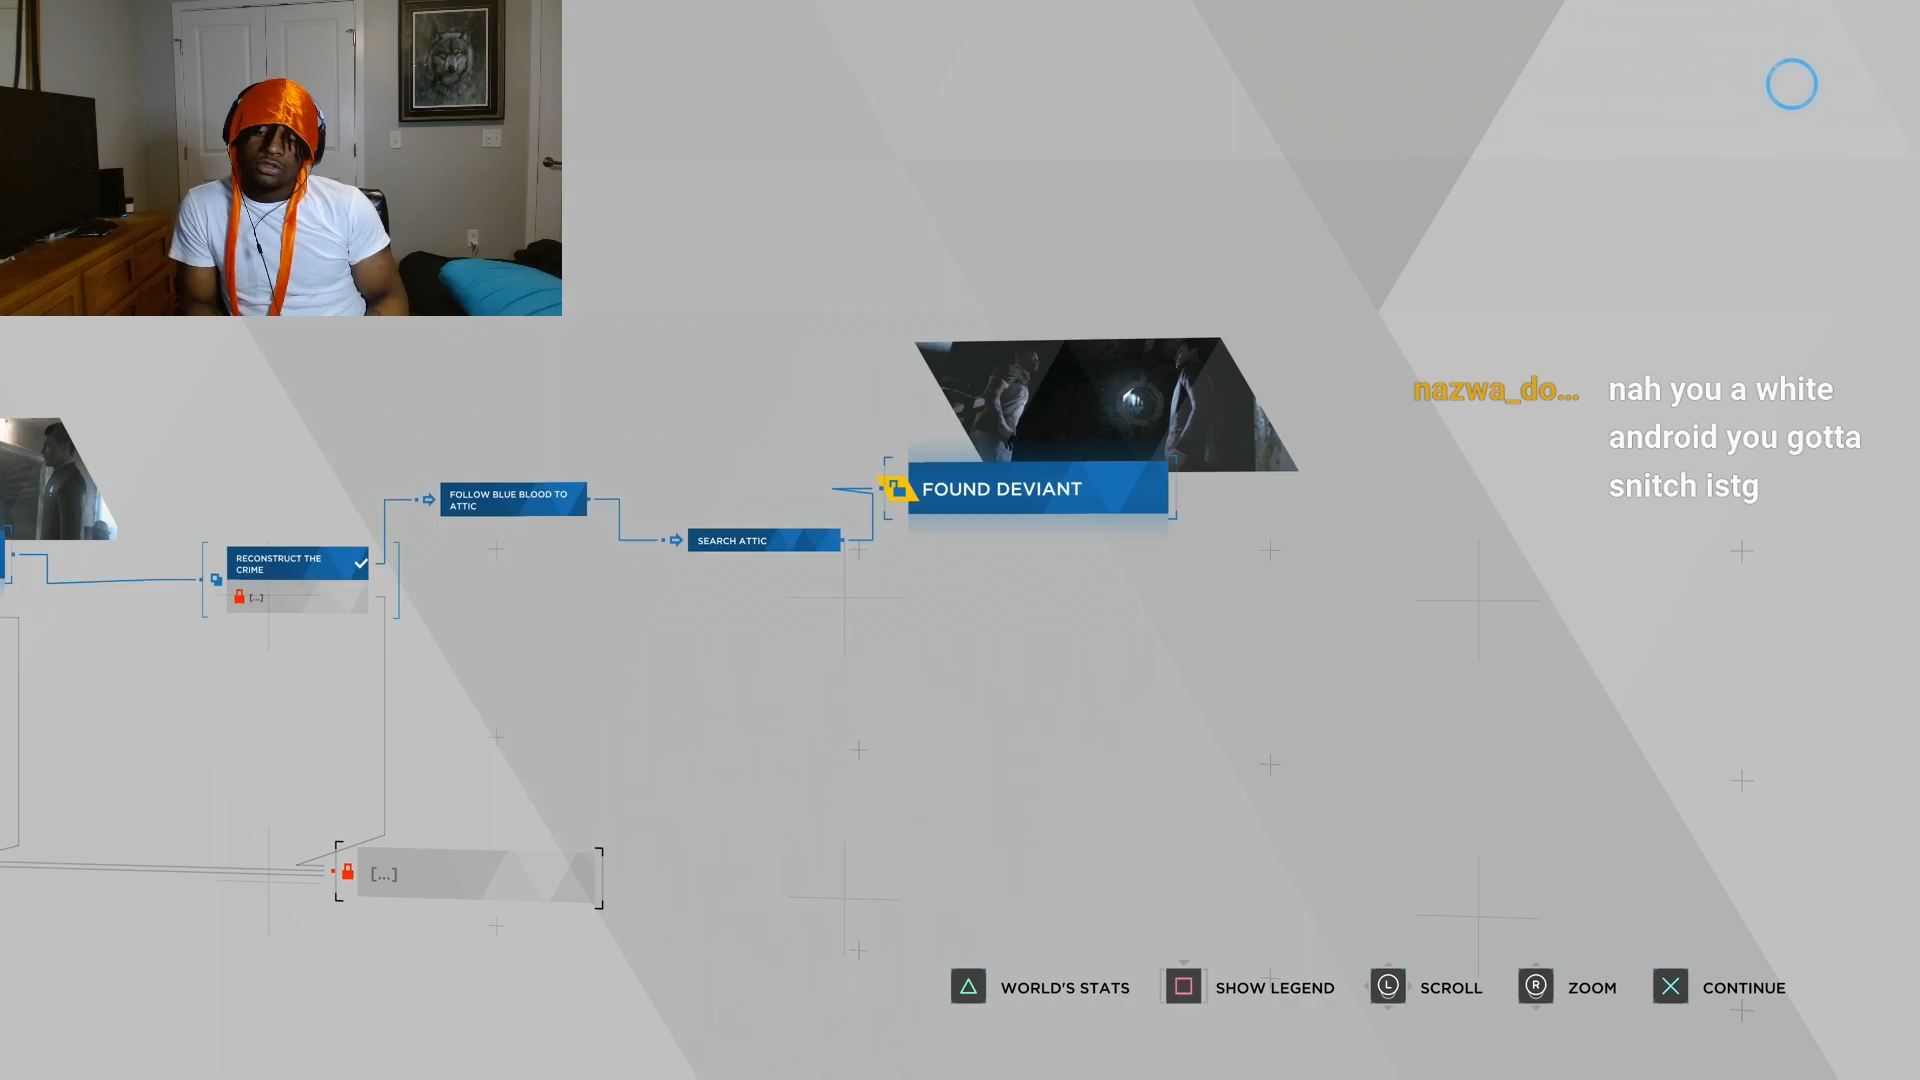 nazwa_do... nah you a white
android you gotta
snitch istg
FOUND DEVIANT
FOLLOW BLUE BLOOD TO
ATTIC
SEARCH ATTIC
RECONSTRUCT THE
CRIME
[...]
[...]
WORLD'S STATS
SHOW LEGEND
L SCROLL
R ZOOM
CONTINUE